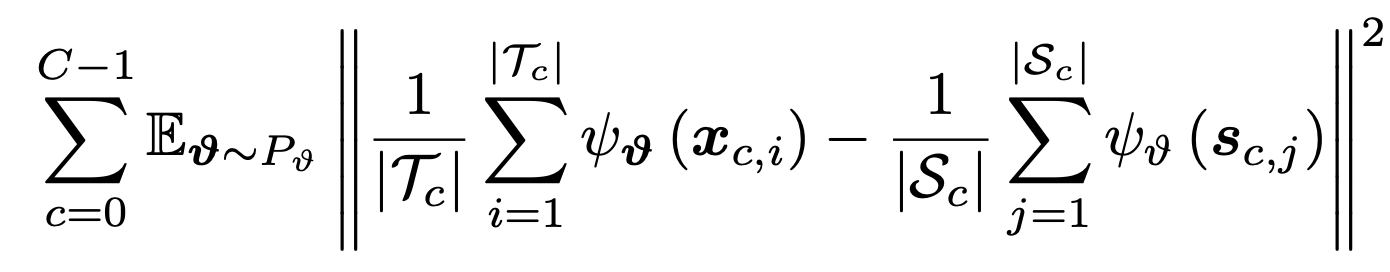 \sum_{c=0}^{C-1} \mathbb{E}_{\boldsymbol{\vartheta} \sim P_{\vartheta}} \left\| \frac{1}{|\mathcal{T}_c|} \sum_{i=1}^{|\mathcal{T}_c|} \psi_{\boldsymbol{\vartheta}} \left( \boldsymbol{x}_{c,i} \right) - \frac{1}{|\mathcal{S}_c|} \sum_{j=1}^{|\mathcal{S}_c|} \psi_{\vartheta} \left( \boldsymbol{s}_{c,j} \right) \right\|^2